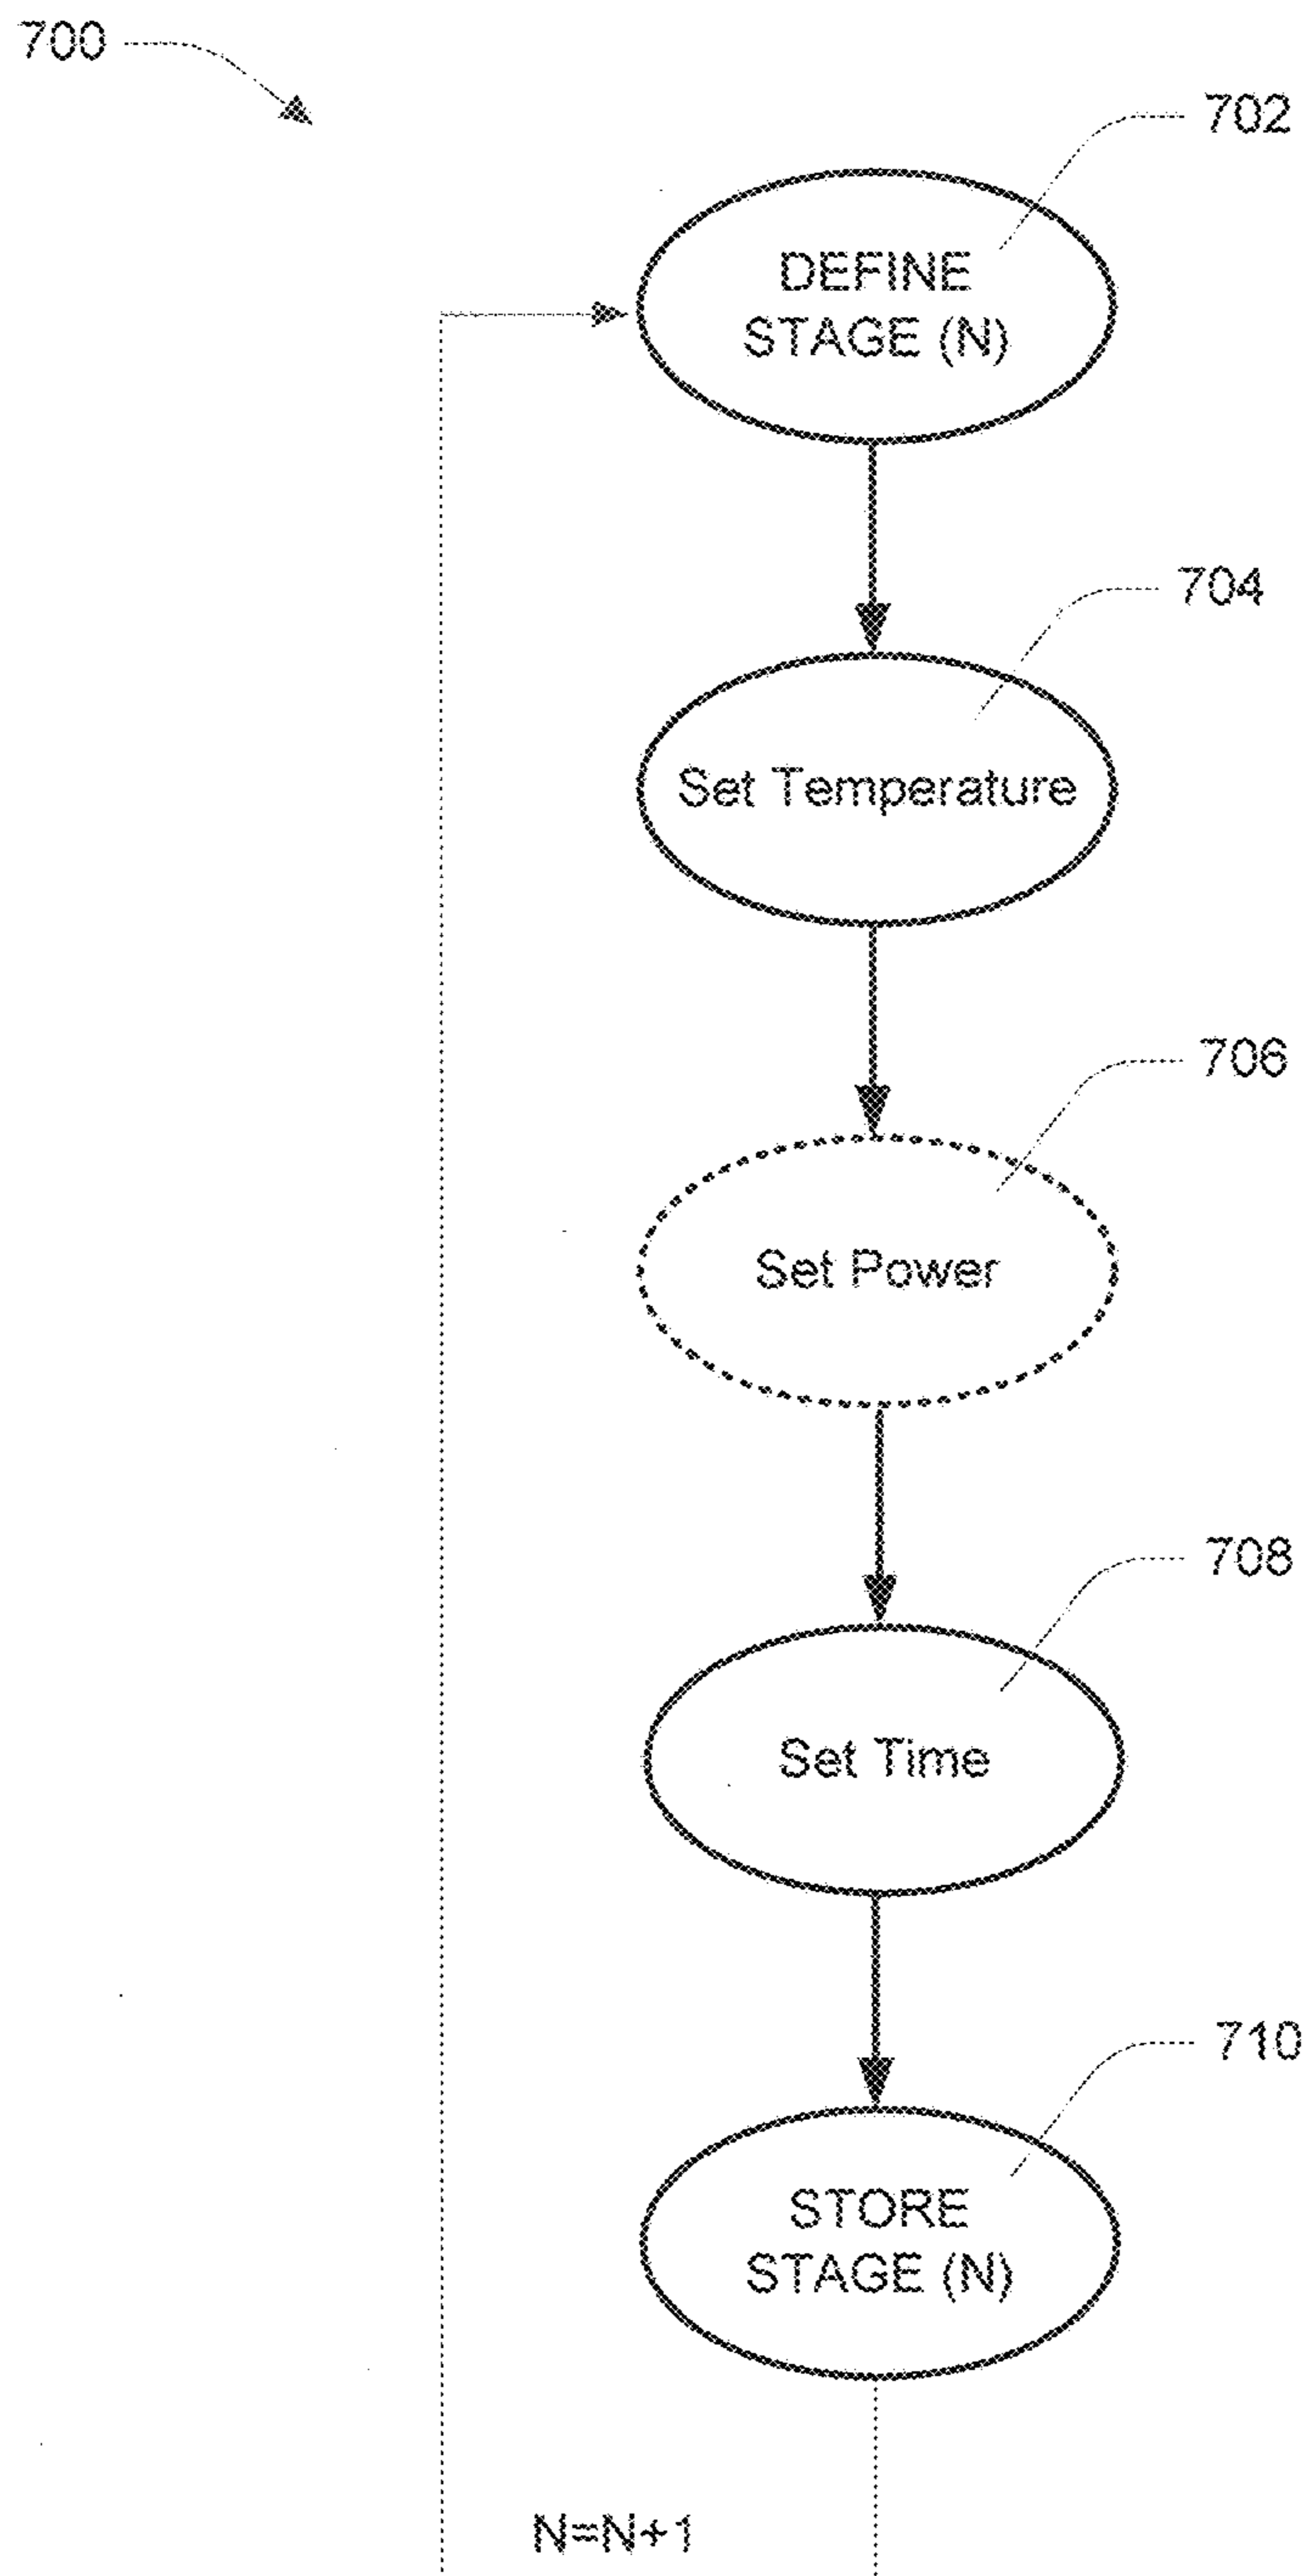 700
702
DEFINE
STAGE (N)
704
Set Temperature
706
Set Power
708
Set Time
710
STORE
STAGE (N)
N=N+1